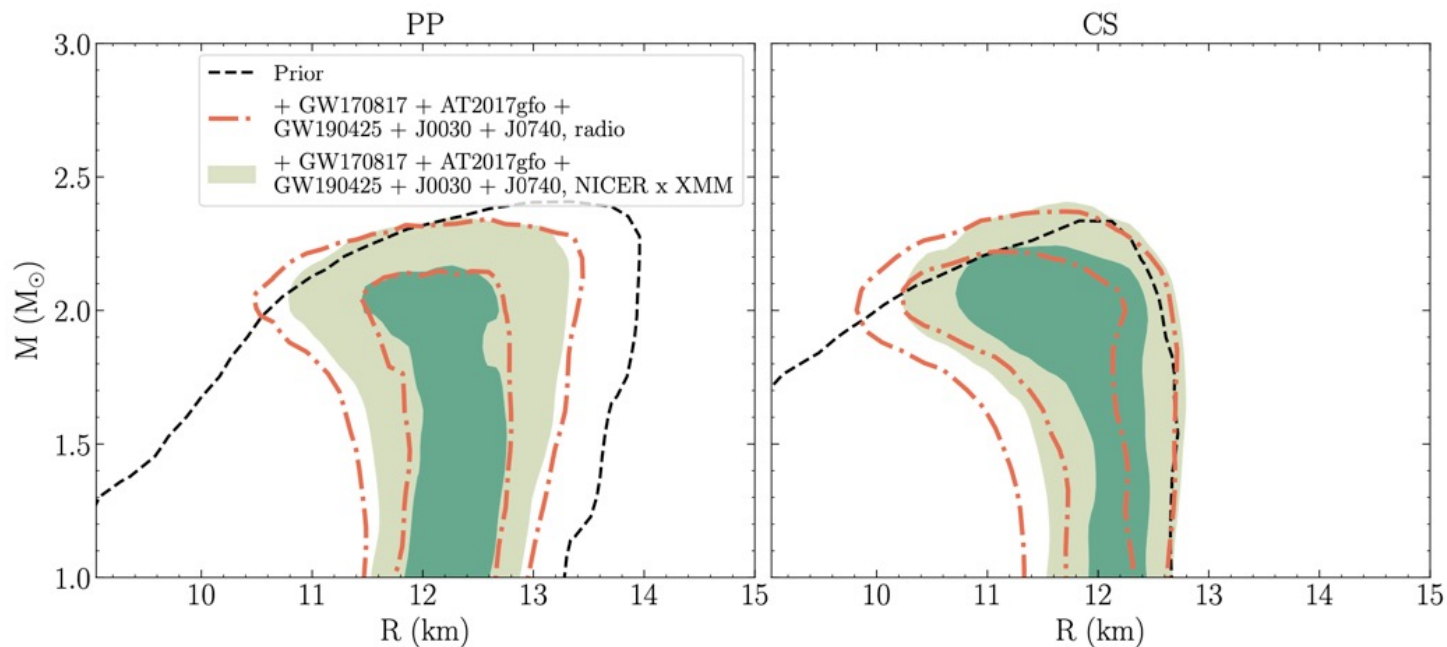 PP
CS
3.0
2.5
2.0
1.5
1.0
M (M⊙)
Prior
+ GW170817 + AT2017gfo +
GW190425 + J0030 + J0740, radio
+ GW170817 + AT2017gfo +
GW190425 + J0030 + J0740, NICER x XMM
10 11 12 13 14 15
10 11 12 13 14 15
R (km)
R (km)